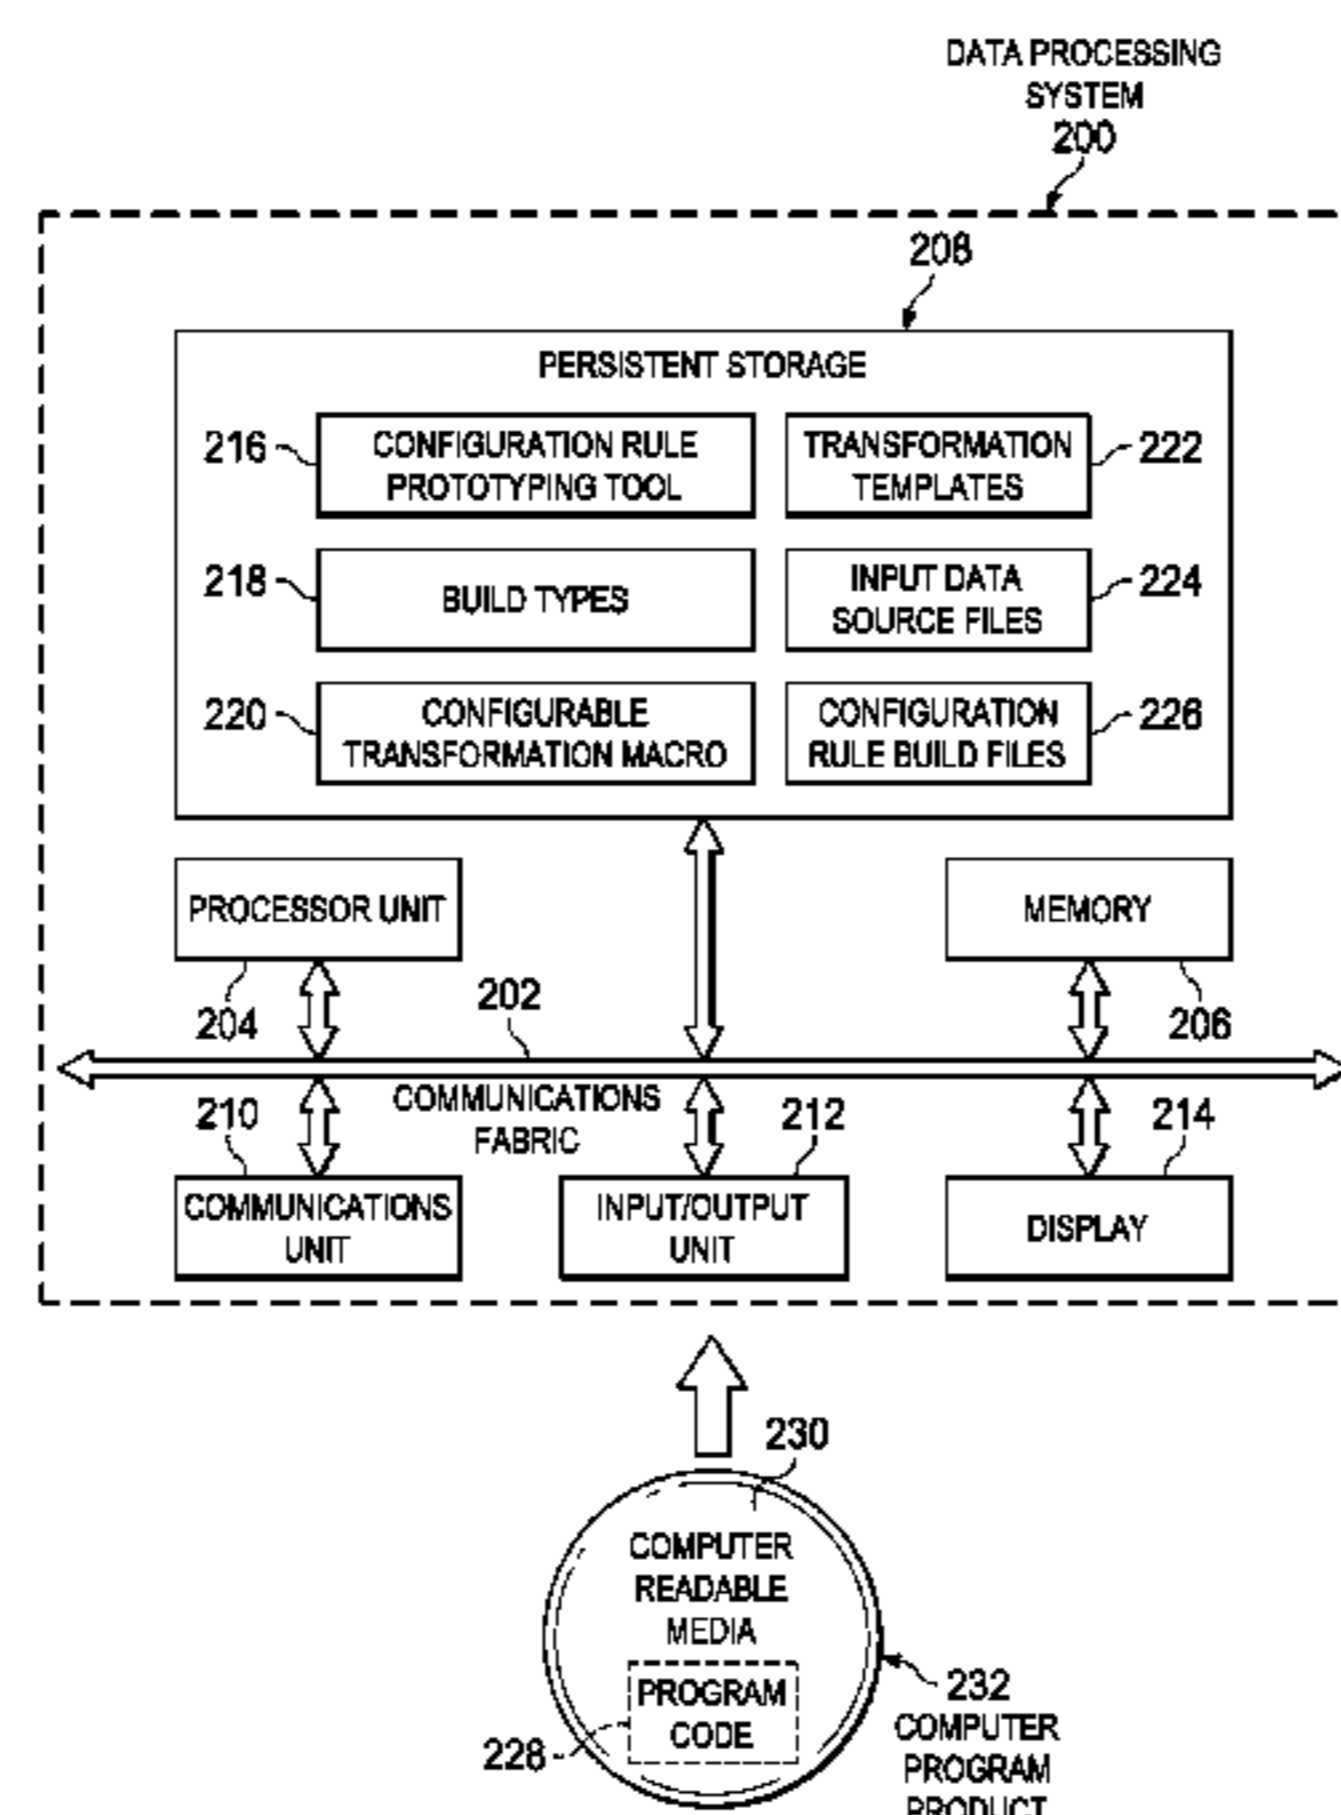 DATA PROCESSING
SYSTEM
200
208
PERSISTENT STORAGE
216
CONFIGURATION RULE
PROTOTYPING TOOL
TRANSFORMATION
TEMPLATES
222
218
BUILD TYPES
INPUT DATA
SOURCE FILES
224
220
CONFIGURABLE
TRANSFORMATION MACRO
CONFIGURATION
RULE BUILD FILES
226
PROCESSOR UNIT
MEMORY
204
202
206
COMMUNICATIONS
FABRIC
210
212
214
COMMUNICATIONS
UNIT
INPUT/OUTPUT
UNIT
DISPLAY
230
COMPUTER
READABLE
MEDIA
PROGRAM
CODE
228
232
COMPUTER
PROGRAM
PRODUCT